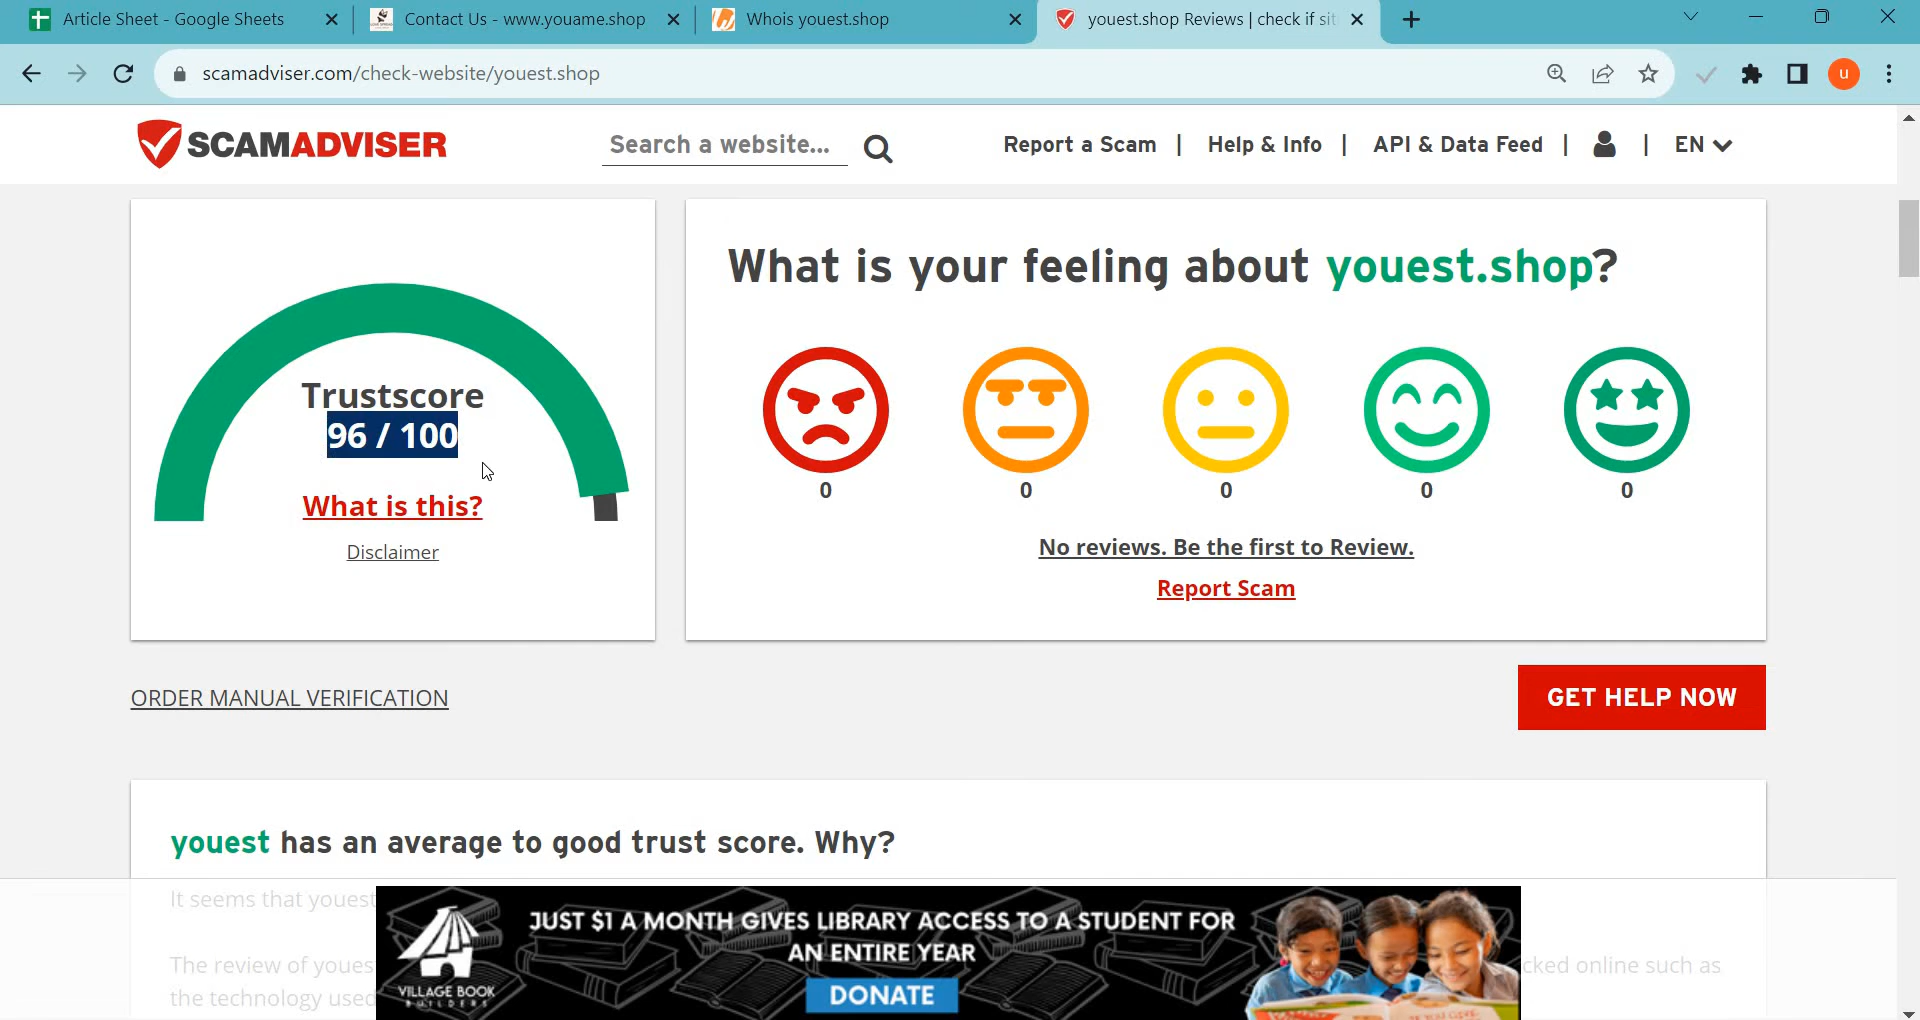 Article Sheet - Google Sheets
Contact Us - www.youame.shop
Whois youest.shop
youest.shop Reviews | check if sit
scamadviser.com/check-website/youest.shop
u
SCAMADVISER
Search a website...
Report a Scam | Help & Info | API & Data Feed | | EN
Trustscore
96 / 100
What is this?
Disclaimer
What is your feeling about youest.shop?
0 0 0 0 0
No reviews. Be the first to Review.
Report Scam
ORDER MANUAL VERIFICATION
GET HELP NOW
youest has an average to good trust score. Why?
It seems that youest
The review of youes
cked online such as
the technology used
JUST $1 A MONTH GIVES LIBRARY ACCESS TO A STUDENT FOR
AN ENTIRE YEAR
DONATE
VILLAGE BOOK
BUILDERS